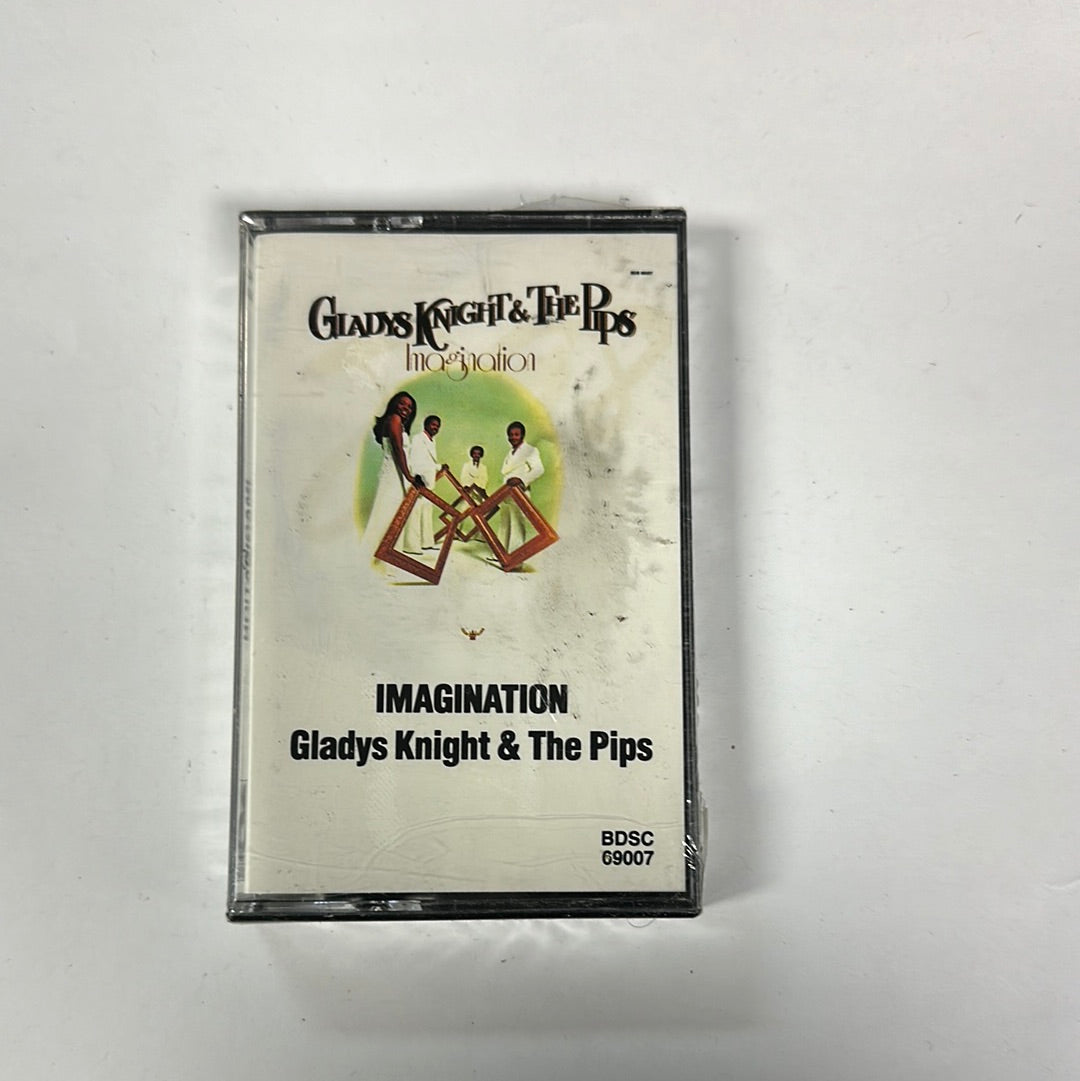 GLADYS KNIGHT & THE PIPS
Imagination
IMAGINATION
Gladys Knight & The Pips
BDSC
69007